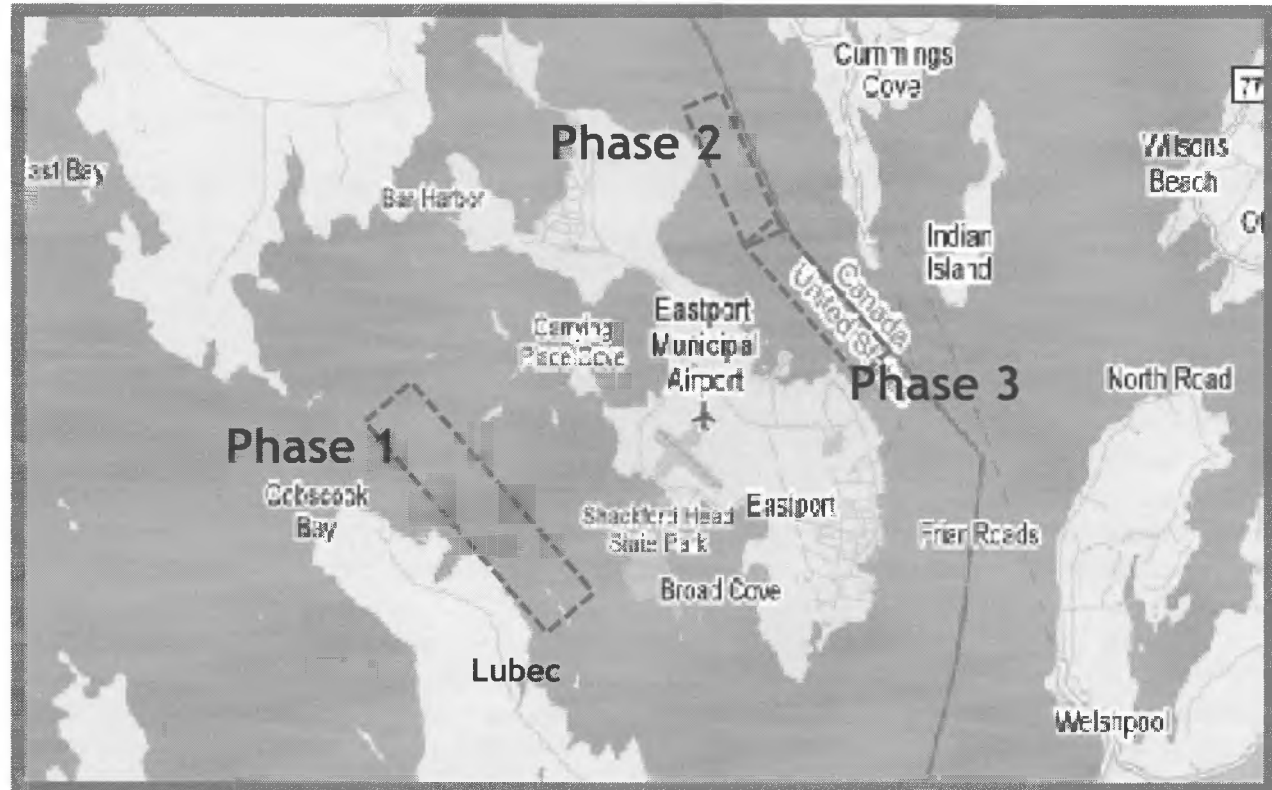 Cummings
Cove
77
Phase 2
Wilsons
Beach
East Bay
Bar Harbor
Indian
Island
Canada
United St
Eastport
Municipal
Airport
Carrying
Place Cove
Phase 3
North Road
Phase 1
Cobscook
Bay
Shackford Head
State Park
Eastport
Friar Roads
Broad Cove
Lubec
Welshpool